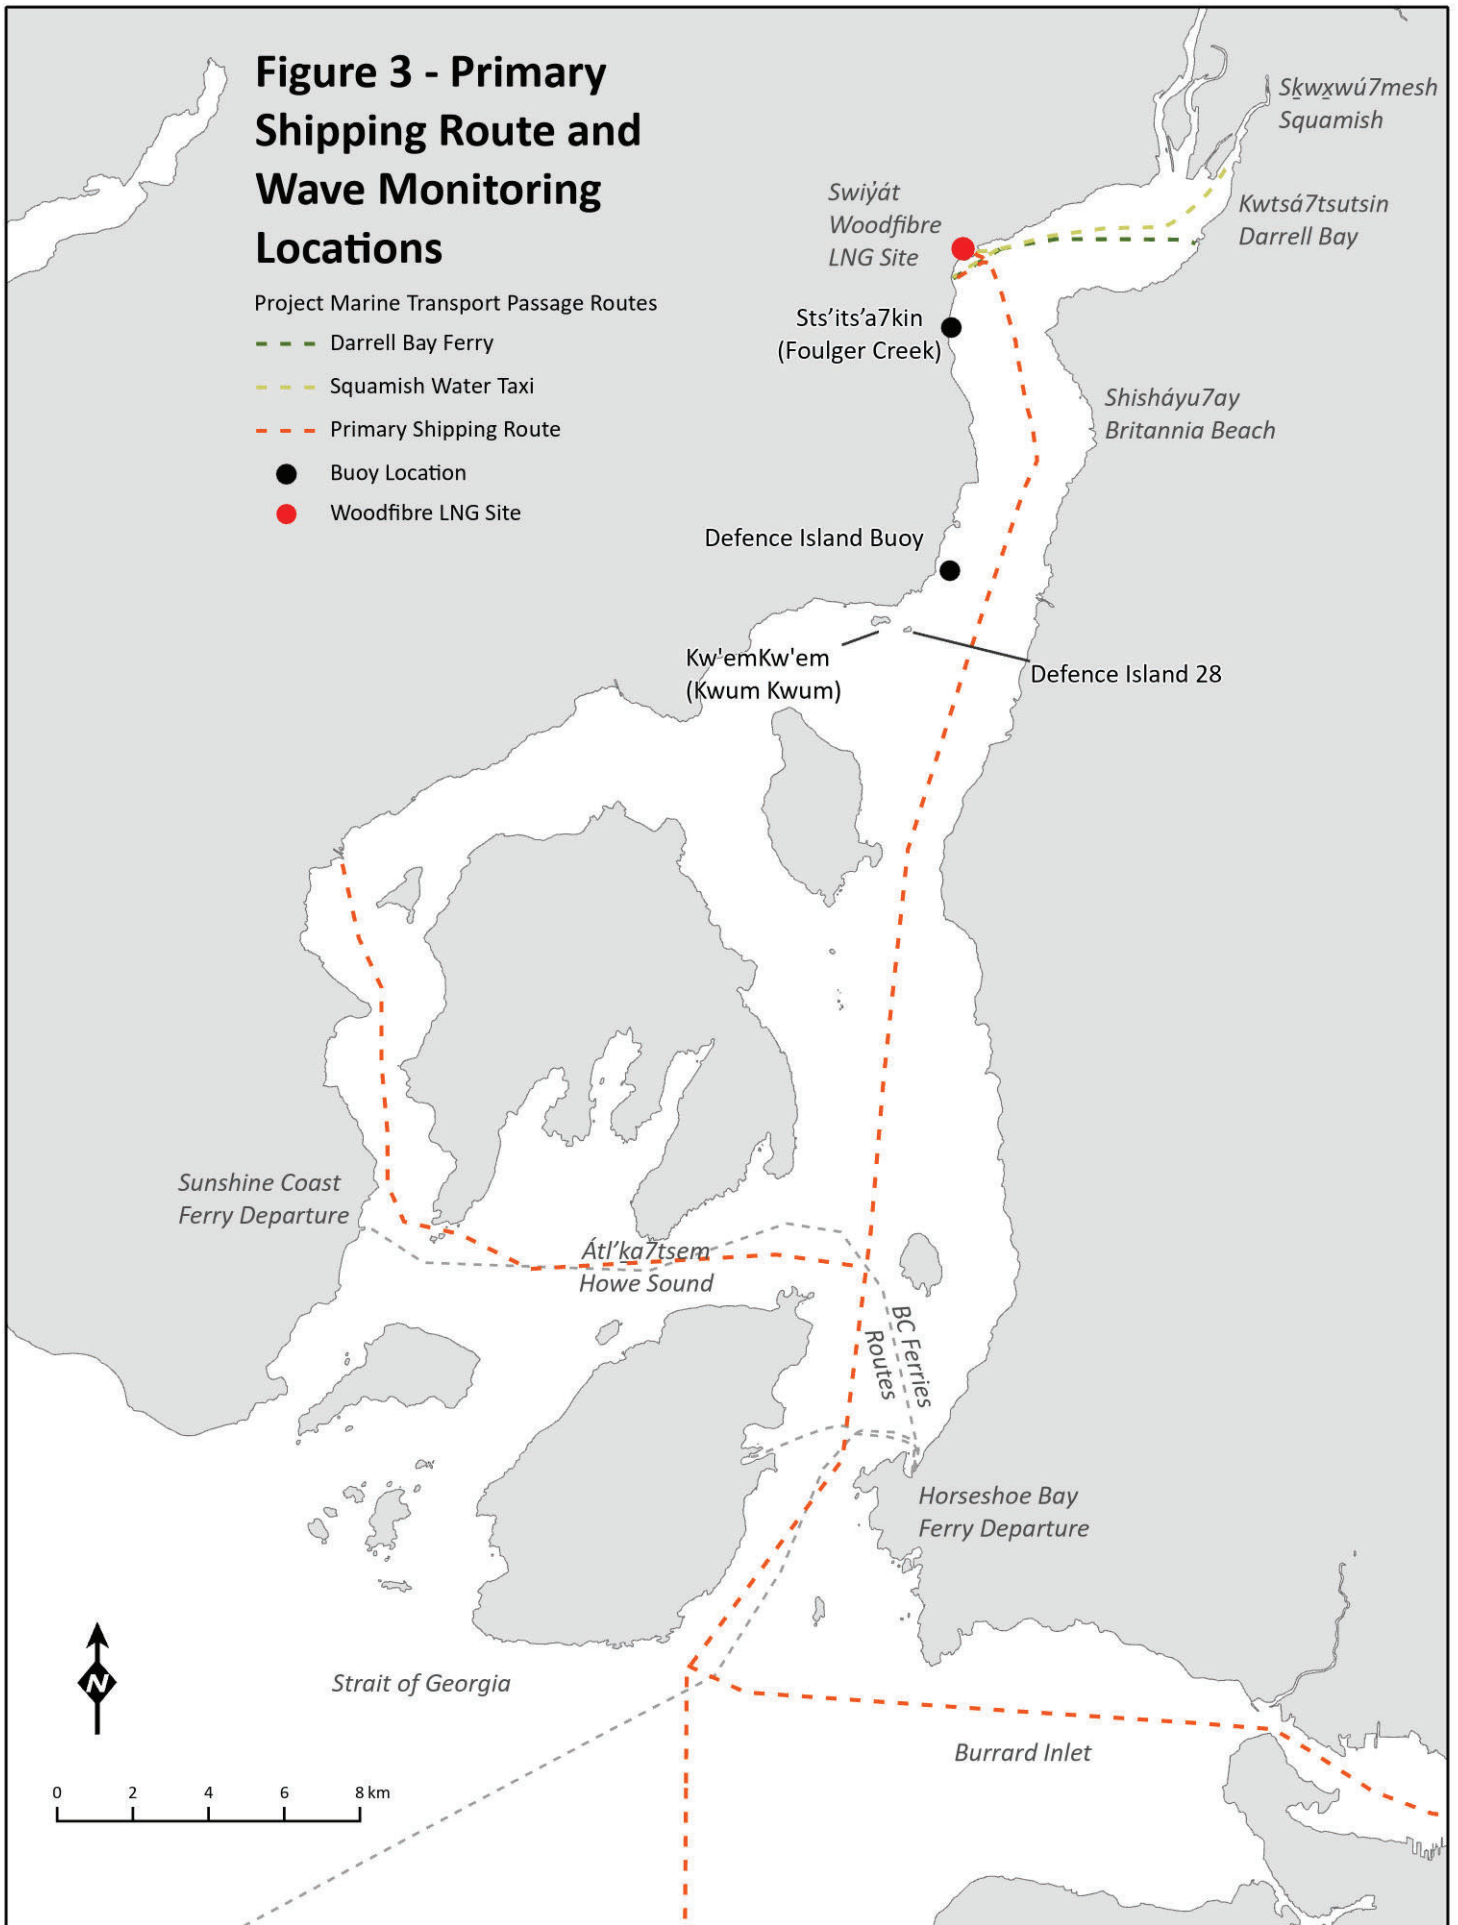 Figure 3 - Primary
Shipping Route and
Wave Monitoring
Locations
Project Marine Transport Passage Routes
Darrell Bay Ferry
Squamish Water Taxi
Primary Shipping Route
Buoy Location
Woodfibre LNG Site
Sḵwx̱wú7mesh
Squamish
Swiy̓át
Woodfibre
LNG Site
Kwtsá7tsutsin
Darrell Bay
Sts’its’a7kin
(Foulger Creek)
Shisháyu7ay
Britannia Beach
Defence Island Buoy
Kw'emKw'em
(Kwum Kwum)
Defence Island 28
Sunshine Coast
Ferry Departure
Átl’ḵa7tsem
Howe Sound
BC Ferries
Routes
Horseshoe Bay
Ferry Departure
N
Strait of Georgia
Burrard Inlet
0 2 4 6 8 km